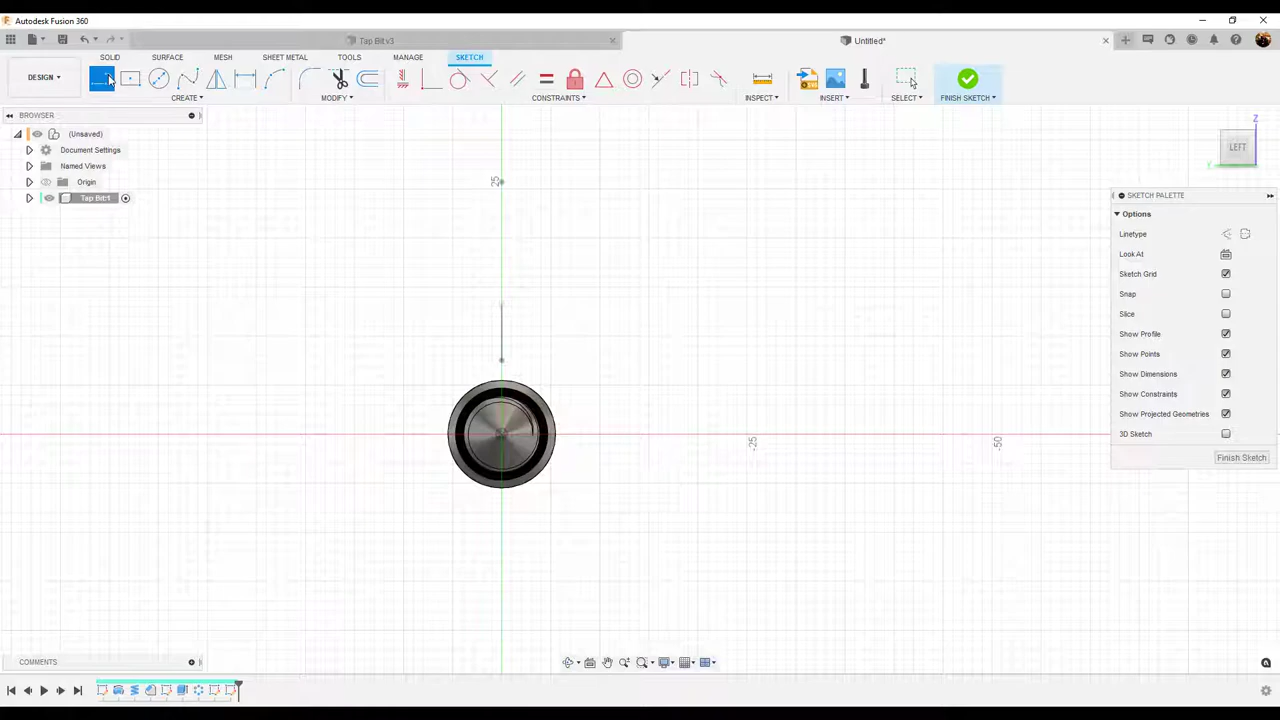 Autodesk Fusion 360
Tap Bit v3
Untitled*
DESIGN
SOLID
SURFACE
MESH
SHEET METAL
TOOLS
MANAGE
SKETCH
CREATE
MODIFY
CONSTRAINTS
INSPECT
INSERT
SELECT
FINISH SKETCH
BROWSER
(Unsaved)
Document Settings
Named Views
Origin
Tap Bit:1
25
-25
-50
Z
LEFT
Y
SKETCH PALETTE
Options
Linetype
Look At
Sketch Grid
Snap
Slice
Show Profile
Show Points
Show Dimensions
Show Constraints
Show Projected Geometries
3D Sketch
Finish Sketch
COMMENTS